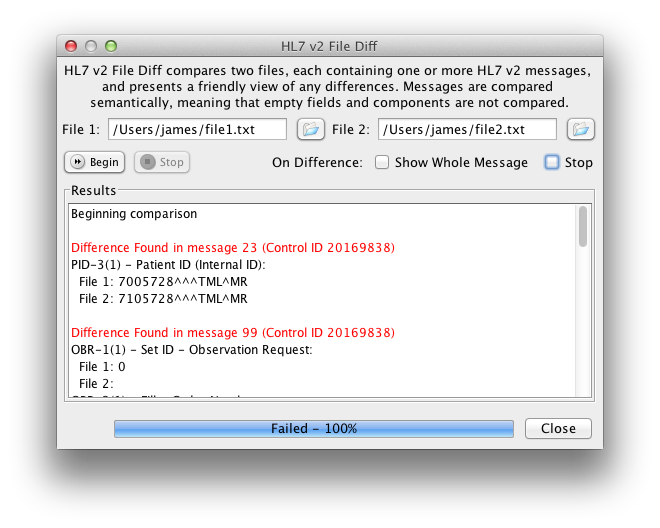 HL7 v2 File Diff
HL7 v2 File Diff compares two files, each containing one or more HL7 v2 messages,
and presents a friendly view of any differences. Messages are compared
semantically, meaning that empty fields and components are not compared.
File 1: /Users/james/file1.txt File 2: /Users/james/file2.txt
Begin Stop On Difference: Show Whole Message Stop
Results
Beginning comparison
Difference Found in message 23 (Control ID 20169838)
PID-3(1) - Patient ID (Internal ID):
File 1: 7005728^^^TML^MR
File 2: 7105728^^^TML^MR
Difference Found in message 99 (Control ID 20169838)
OBR-1(1) - Set ID - Observation Request:
File 1: 0
File 2:
Failed - 100% Close